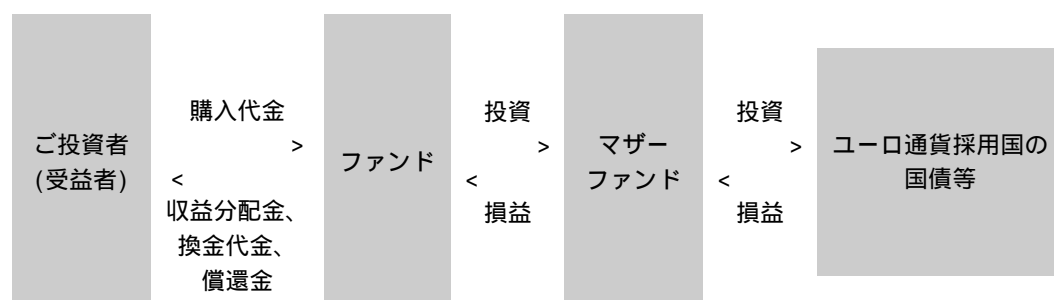 ご投資者
(受益者)
購入代金
>
<
収益分配金、
換金代金、
償還金
ファンド
投資
>
<
損益
マザー
ファンド
投資
>
<
損益
ユーロ通貨採用国の
国債等